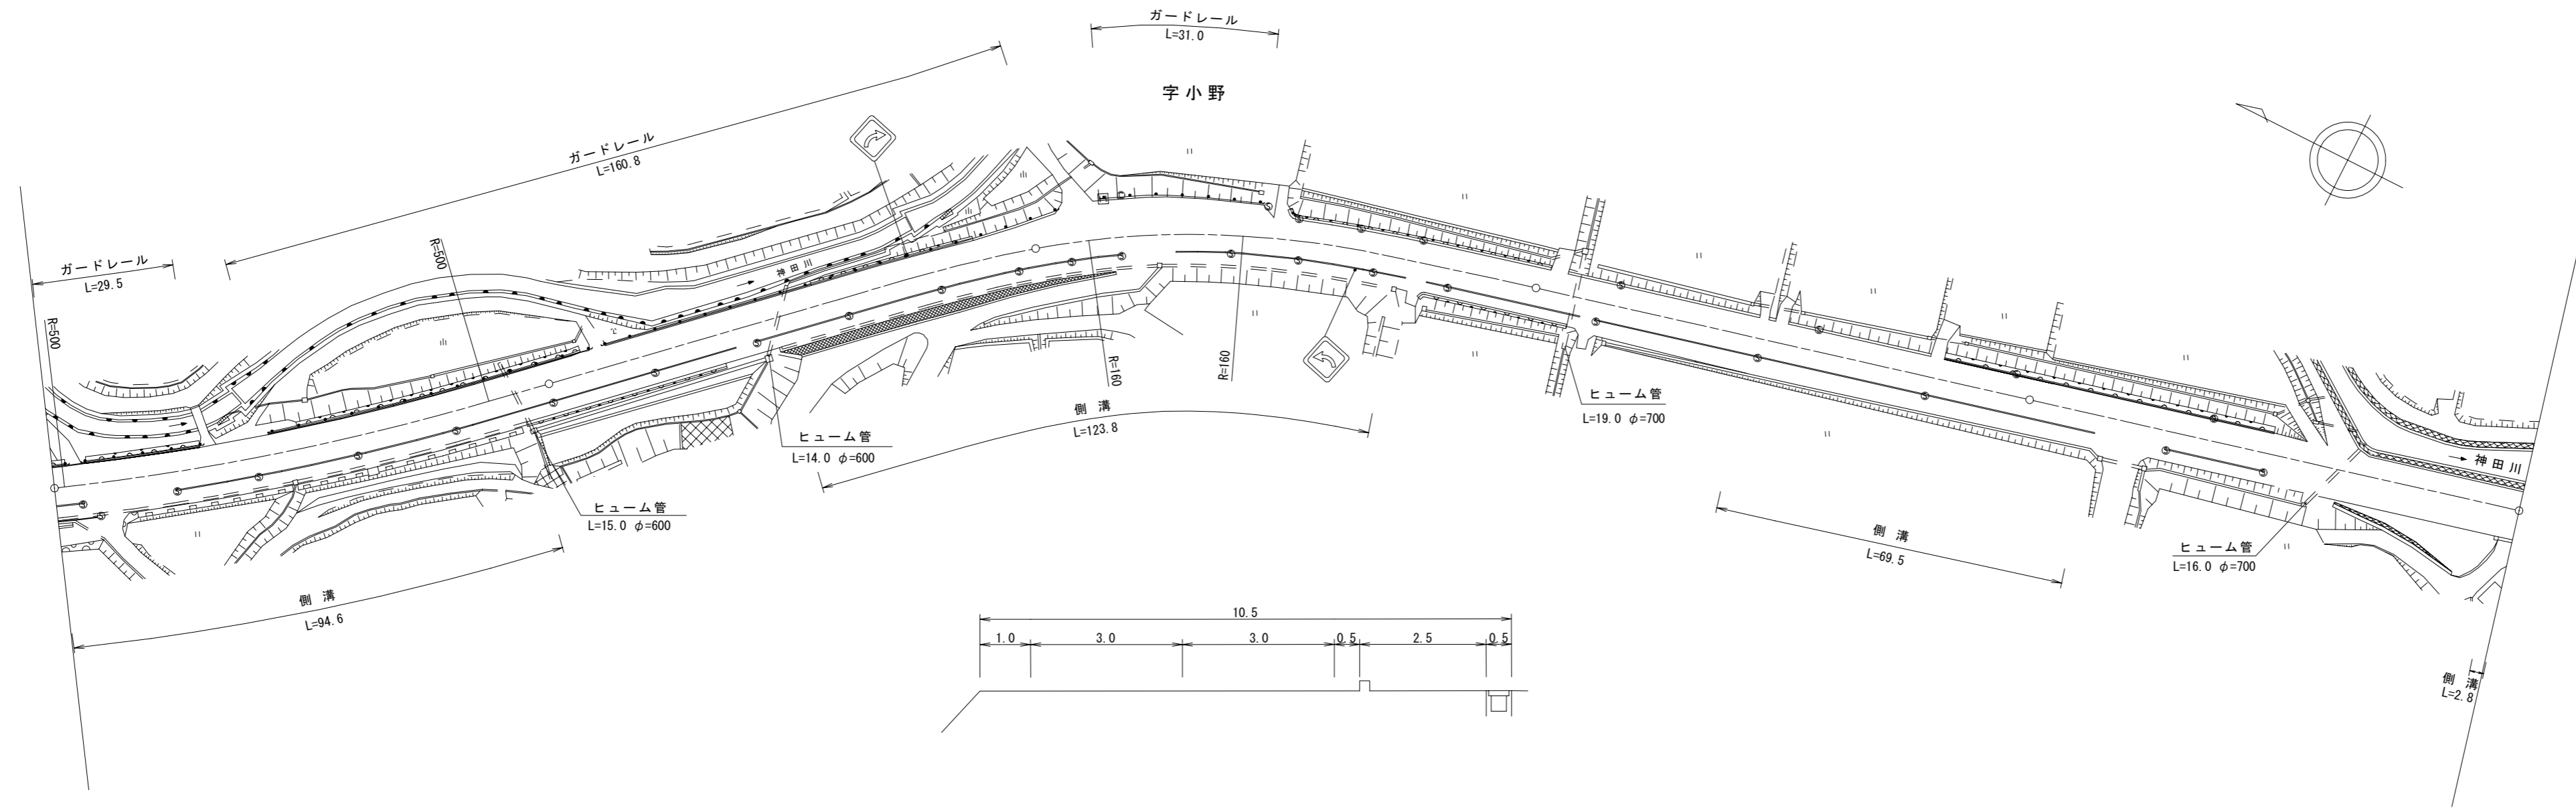 ガードレール
L=31.0
字小野
ガードレール
L=160.8
ガードレール
L=29.5
R=500
R=500
神田川
R=160
R=160
ヒューム管
L=14.0 φ=600
ヒューム管
L=15.0 φ=600
側溝
L=123.8
ヒューム管
L=19.0 φ=700
神田川
側溝
L=69.5
ヒューム管
L=16.0 φ=700
側溝
L=94.6
側溝
L=2.8
10.5
1.0 3.0 3.0 0.5 2.5 0.5